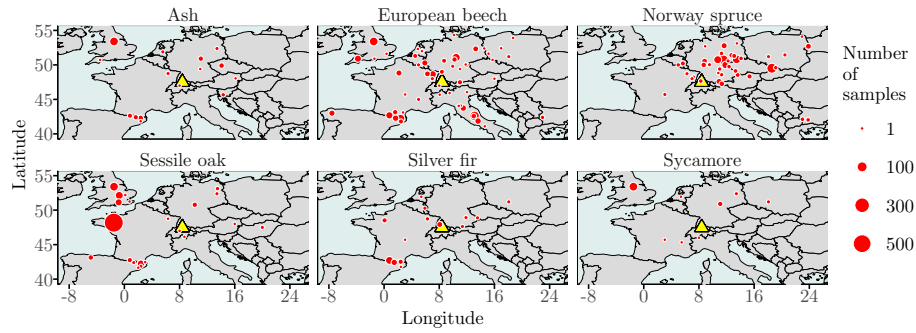 Ash European beech Norway spruce
55
50
45
40
Sessile oak Silver fir Sycamore
55
50
45
40
-8 0 8 16 24 -8 0 8 16 24 -8 0 8 16 24
Latitude
Longitude
Number
of
samples
1
100
300
500